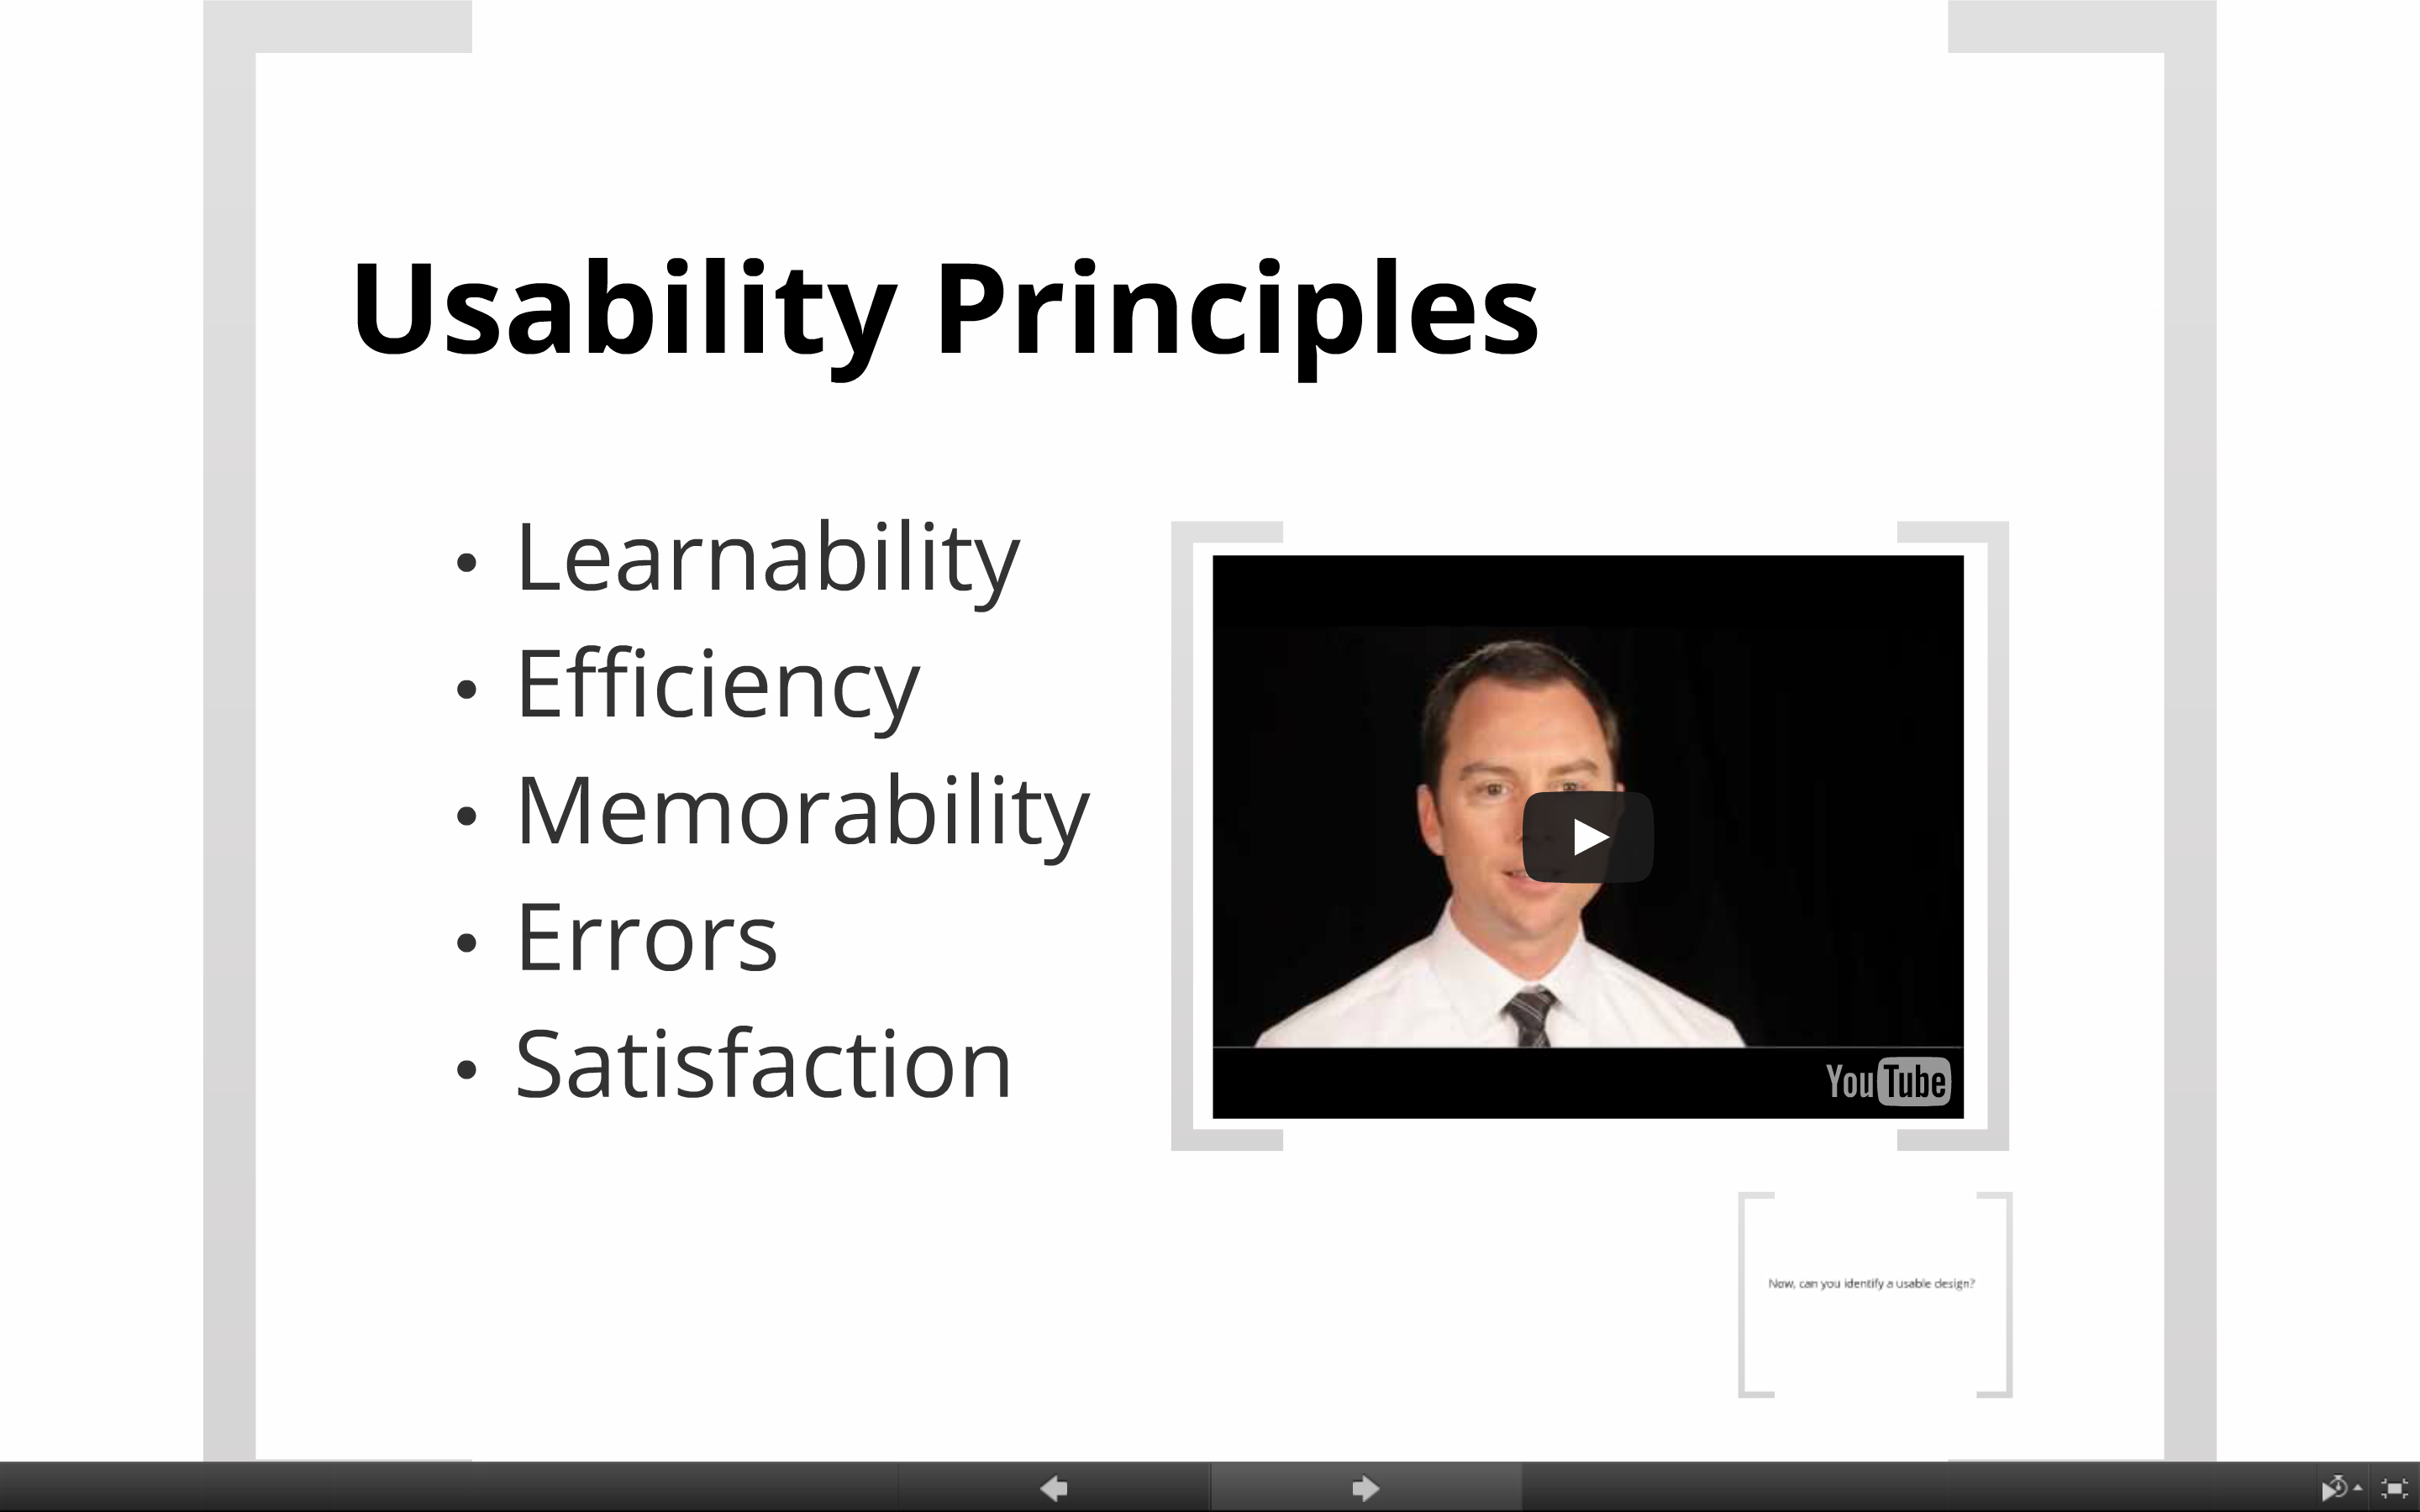 Usability Principles
• Learnability
• Efficiency
• Memorability
• Errors
• Satisfaction
YouTube
Now, can you identify a usable design?